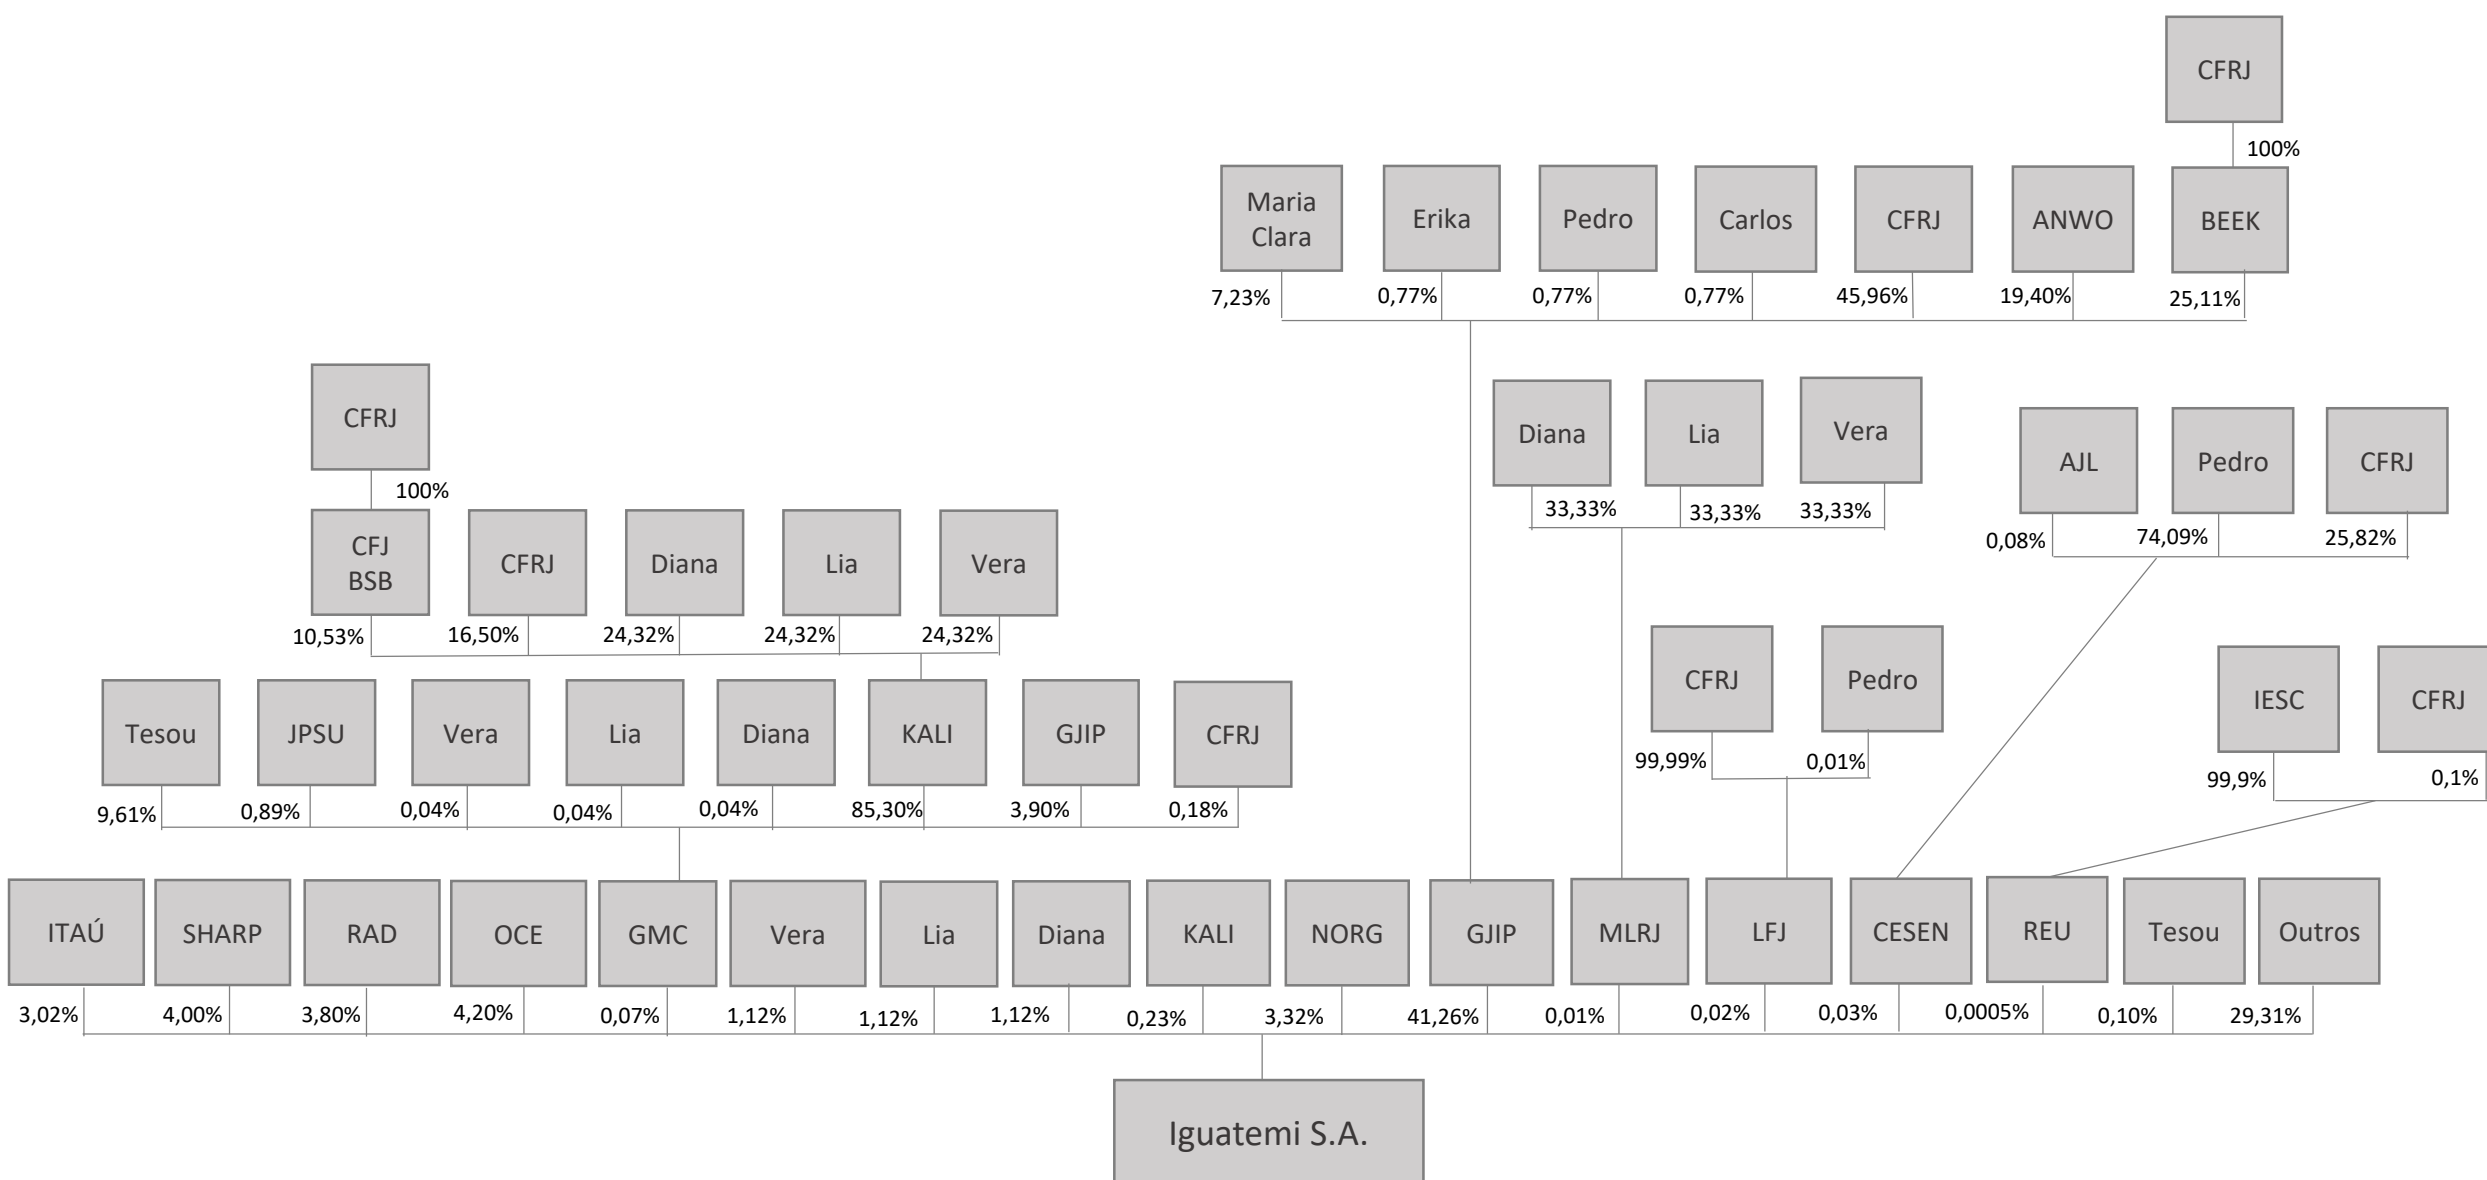 CFRJ
100%
Maria
Clara
Erika
Pedro
Carlos
CFRJ
ANWO
BEEK
7,23%
0,77%
0,77%
0,77%
45,96%
19,40%
25,11%
CFRJ
100%
Diana
Lia
Vera
33,33%
33,33%
33,33%
AJL
Pedro
CFRJ
0,08%
74,09%
25,82%
CFJ
BSB
CFRJ
Diana
Lia
Vera
10,53%
16,50%
24,32%
24,32%
24,32%
CFRJ
Pedro
99,99%
0,01%
IESC
CFRJ
99,9%
0,1%
Tesou
JPSU
Vera
Lia
Diana
KALI
GJIP
CFRJ
9,61%
0,89%
0,04%
0,04%
0,04%
85,30%
3,90%
0,18%
ITAÚ
SHARP
RAD
OCE
GMC
Vera
Lia
Diana
KALI
NORG
GJIP
MLRJ
LFJ
CESEN
REU
Tesou
Outros
3,02%
4,00%
3,80%
4,20%
0,07%
1,12%
1,12%
1,12%
0,23%
3,32%
41,26%
0,01%
0,02%
0,03%
0,0005%
0,10%
29,31%
Iguatemi S.A.